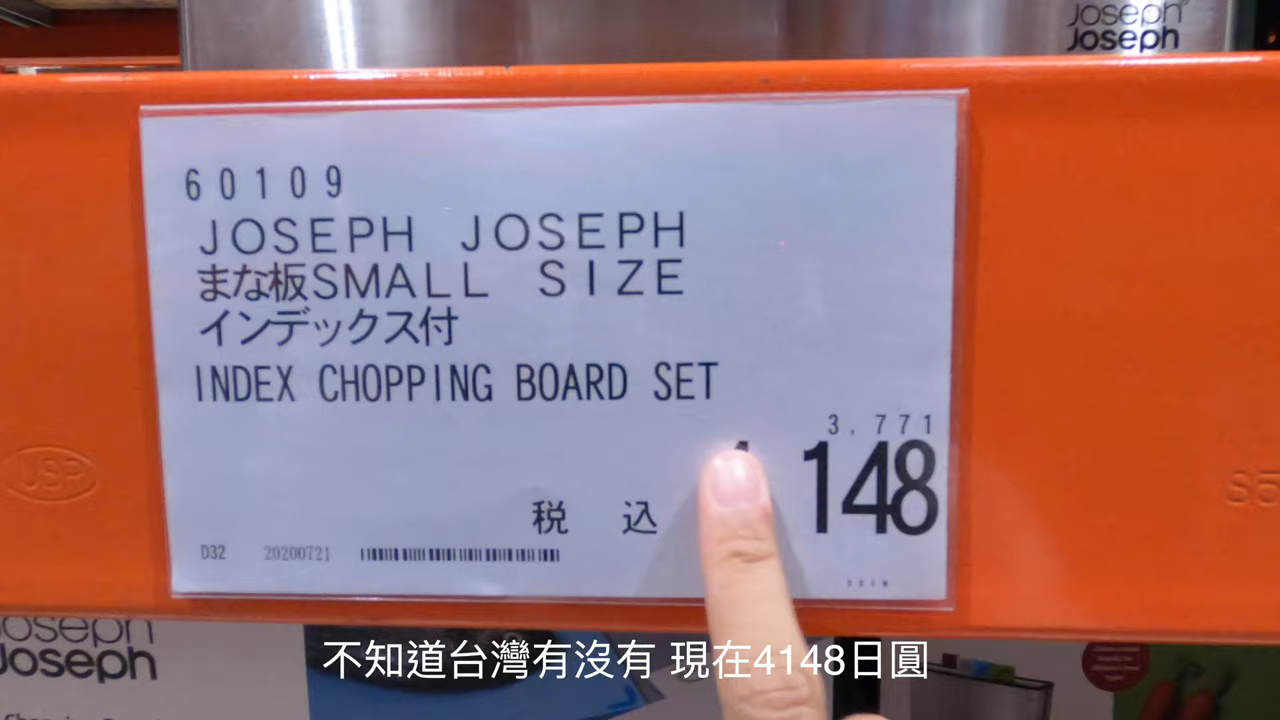 Joseph
Joseph
60109
JOSEPH JOSEPH
まな板SMALL SIZE
インデックス付
INDEX CHOPPING BOARD SET
3,771
148
税 込
D32 20200721
USP
Joseph
Joseph
不知道台灣有沒有 現在4148日圓